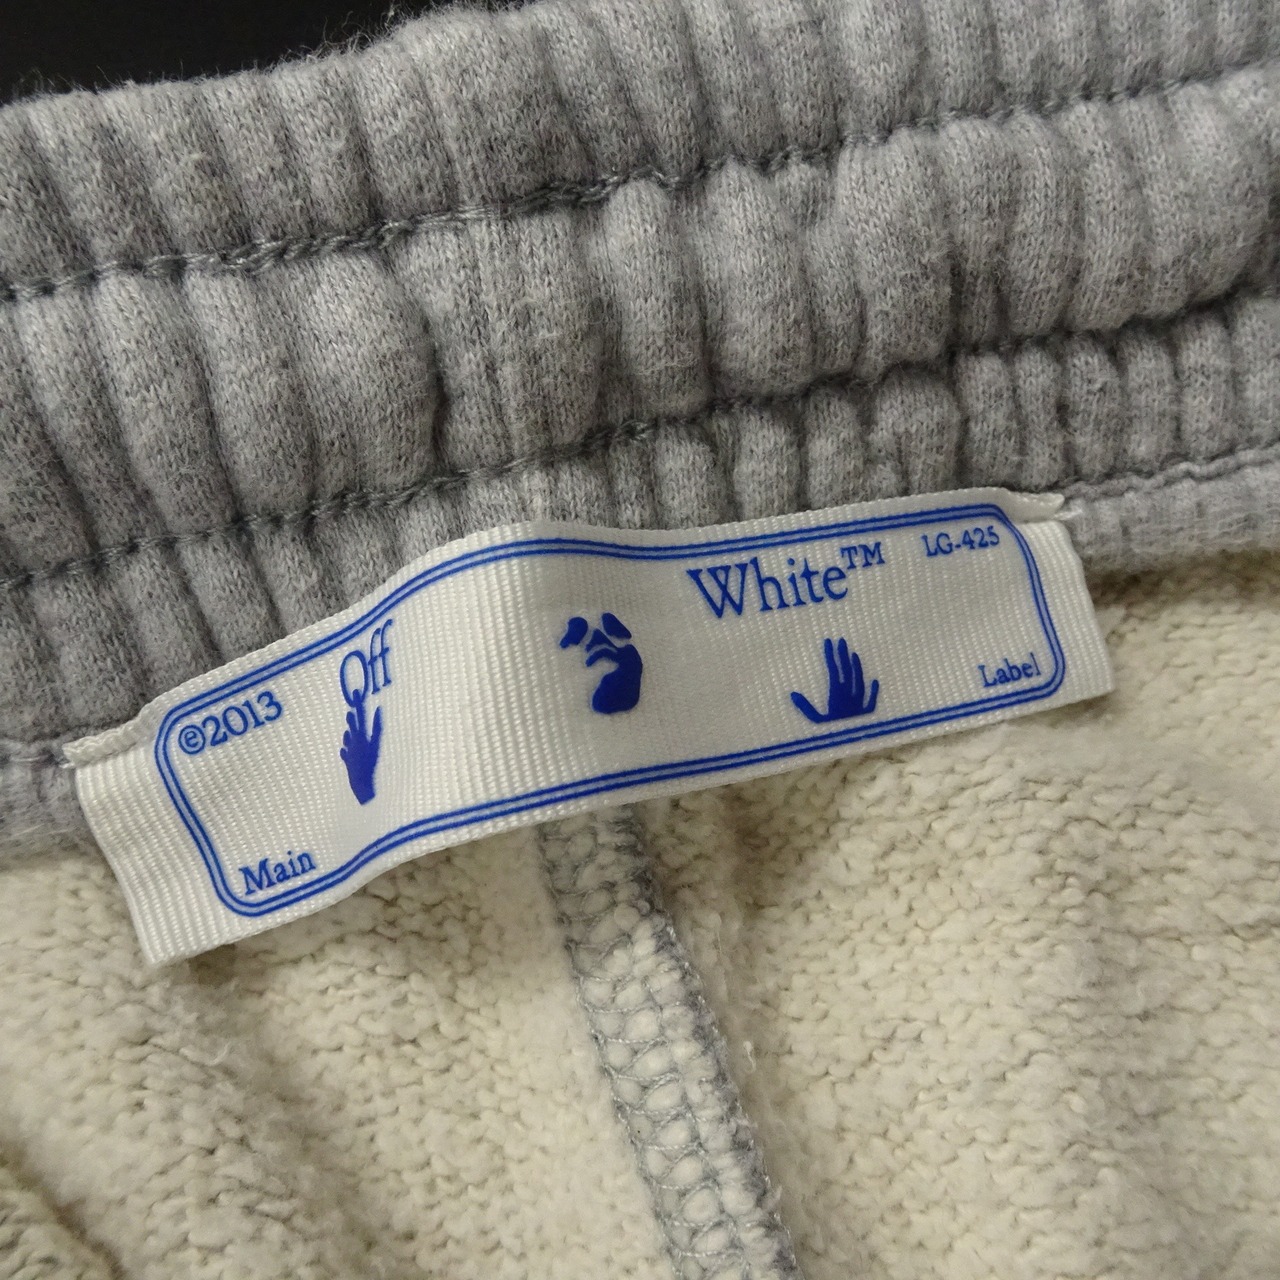 ©2013
Off
White™
LG-425
Main
Label